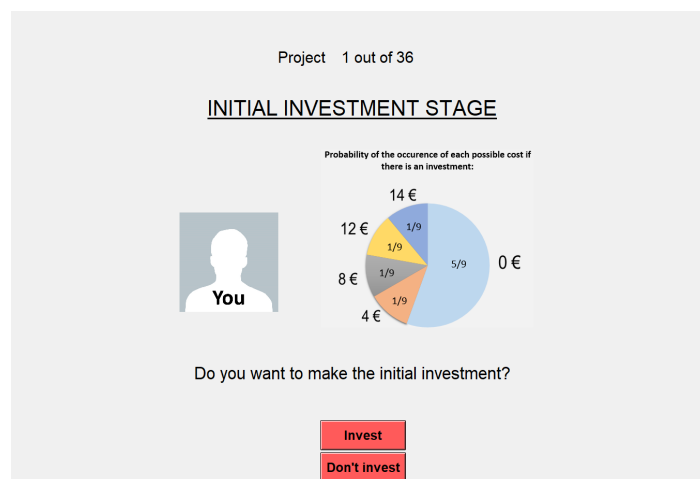 Project 1 out of 36
INITIAL INVESTMENT STAGE
Probability of the occurence of each possible cost if
there is an investment:
14 €
12 €
1/9
1/9
5/9
0 €
8 €
1/9
1/9
4 €
You
Do you want to make the initial investment?
Invest
Don't invest